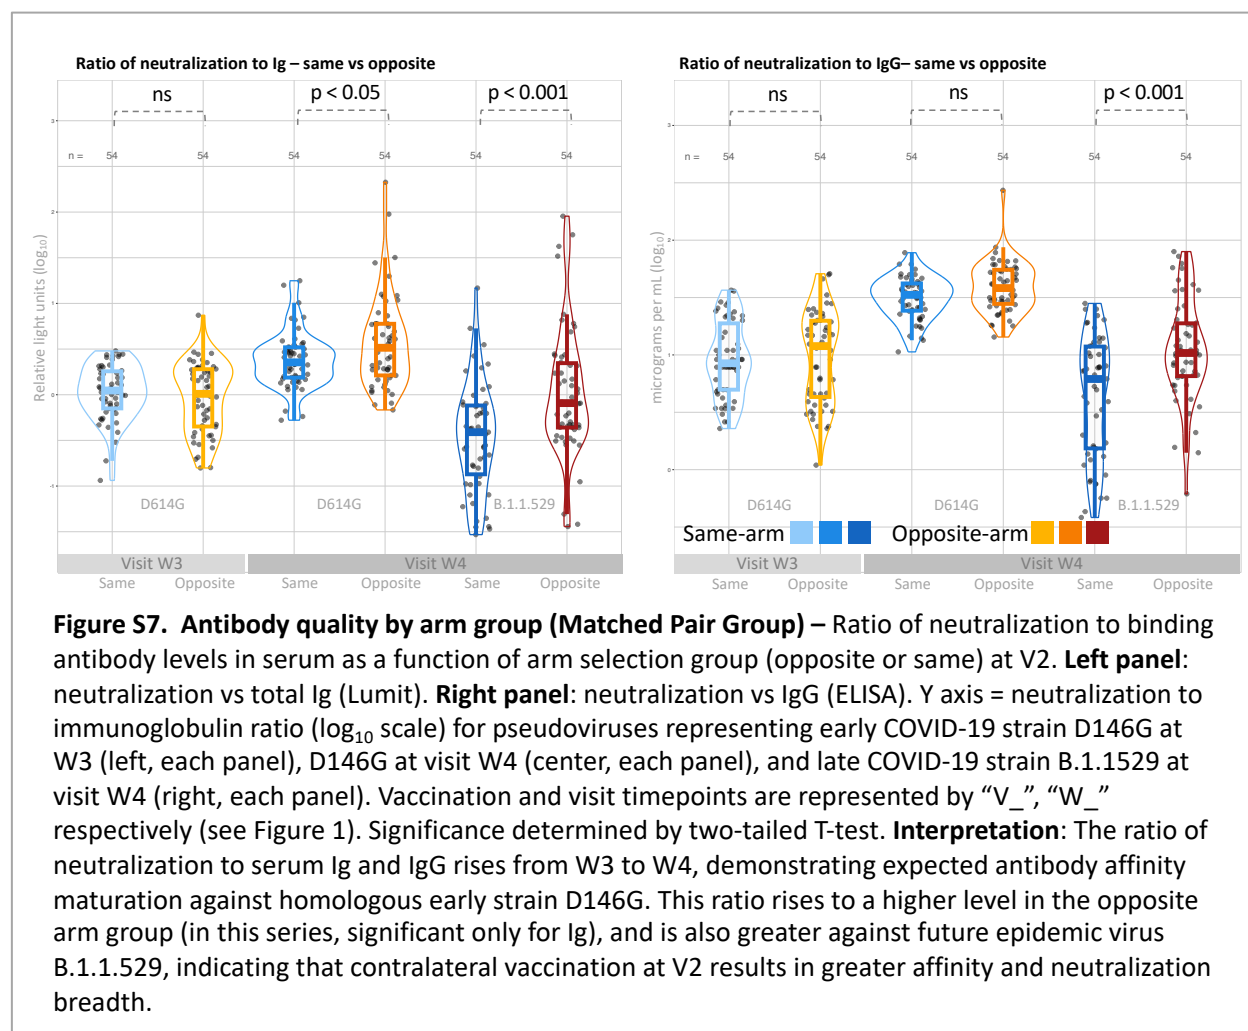 Ratio of neutralization to Ig – same vs opposite
ns
p < 0.05
p < 0.001
3
n =
54
54
54
54
54
54
2
1
0
-1
Relative light units (log10)
D614G
D614G
B.1.1.529
Visit W3
Visit W4
Same
Opposite
Same
Opposite
Same
Opposite
Ratio of neutralization to IgG– same vs opposite
ns
ns
p < 0.001
3
n =
54
54
54
54
54
54
2
1
0
micrograms per mL (log10)
D614G
D614G
B.1.1.529
Same-arm
Opposite-arm
Visit W3
Visit W4
Same
Opposite
Same
Opposite
Same
Opposite
Figure S7. Antibody quality by arm group (Matched Pair Group) – Ratio of neutralization to binding
antibody levels in serum as a function of arm selection group (opposite or same) at V2. Left panel:
neutralization vs total Ig (Lumit). Right panel: neutralization vs IgG (ELISA). Y axis = neutralization to
immunoglobulin ratio (log10 scale) for pseudoviruses representing early COVID-19 strain D146G at
W3 (left, each panel), D146G at visit W4 (center, each panel), and late COVID-19 strain B.1.1529 at
visit W4 (right, each panel). Vaccination and visit timepoints are represented by “V_”, “W_”
respectively (see Figure 1). Significance determined by two-tailed T-test. Interpretation: The ratio of
neutralization to serum Ig and IgG rises from W3 to W4, demonstrating expected antibody affinity
maturation against homologous early strain D146G. This ratio rises to a higher level in the opposite
arm group (in this series, significant only for Ig), and is also greater against future epidemic virus
B.1.1.529, indicating that contralateral vaccination at V2 results in greater affinity and neutralization
breadth.